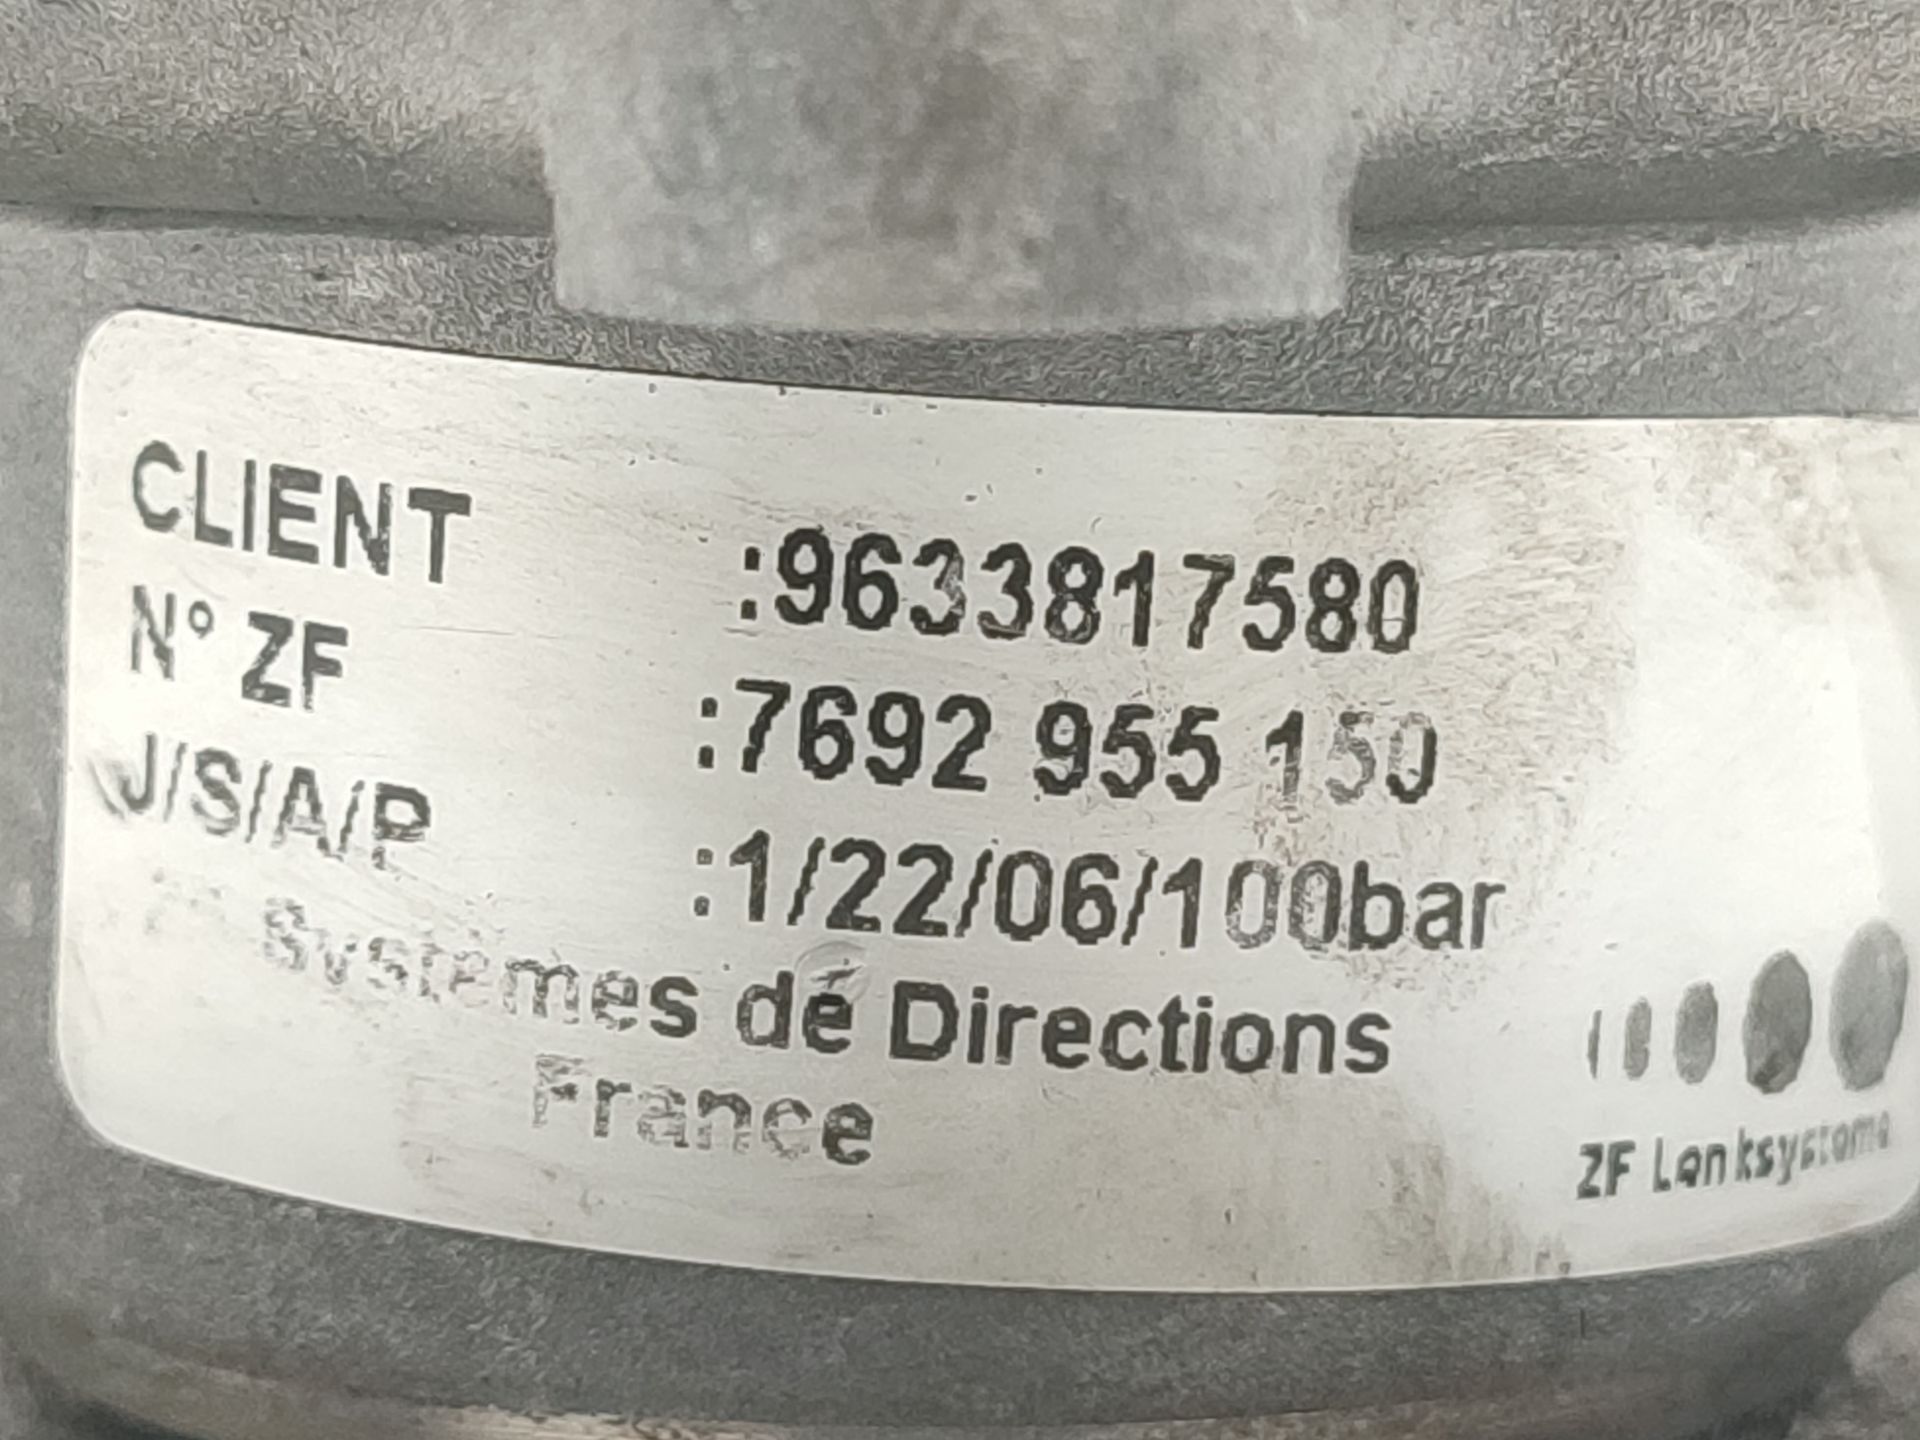 CLIENT :9633817580
N° ZF :7692 955 150
J/S/A/P :1/22/06/100bar
Systemes de Directions
France
ZF Lenksysteme